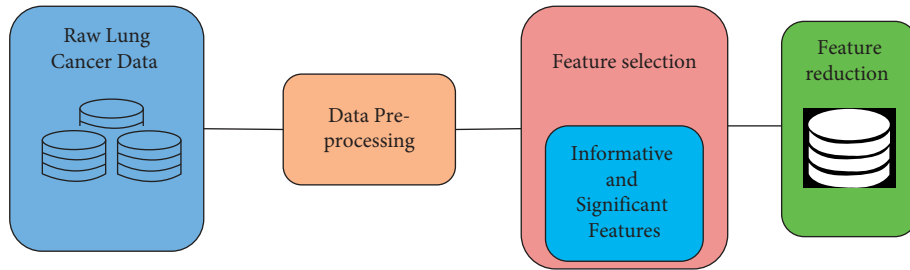 Raw Lung
Cancer Data
Data Pre-
processing
Feature selection
Informative
and
Significant
Features
Feature
reduction